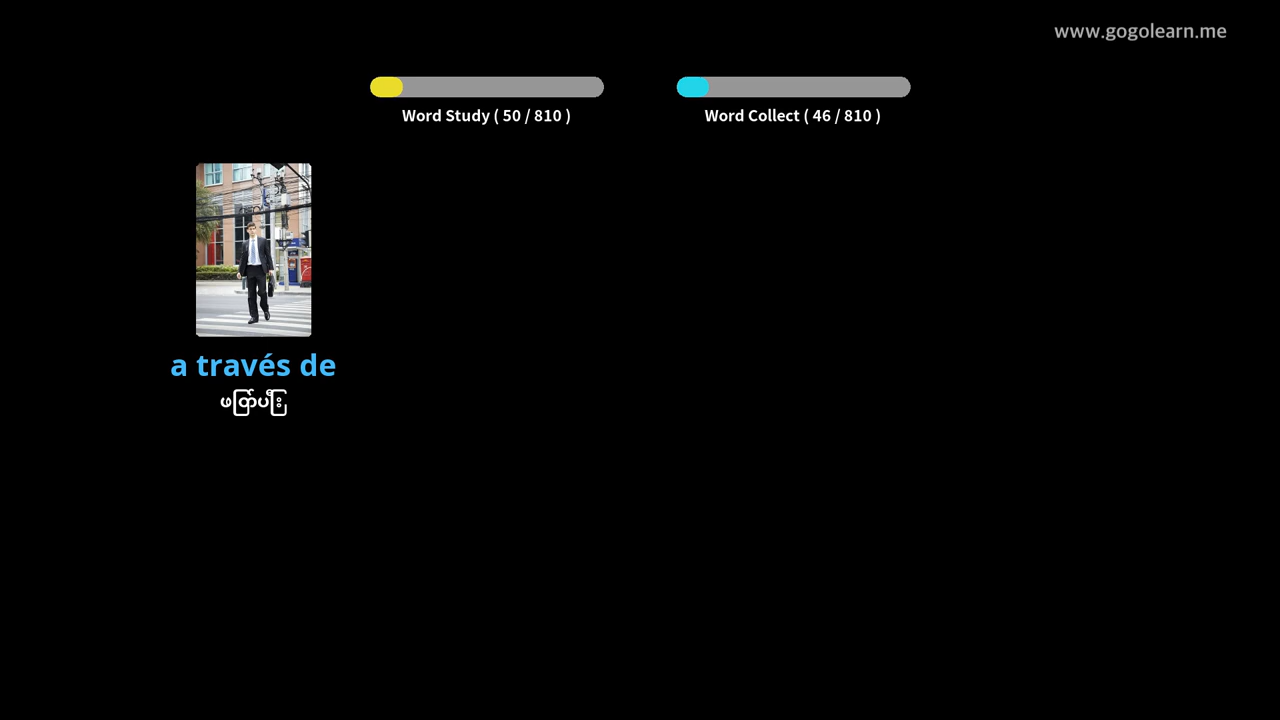 www.gogolearn.me
Word Study ( 50 / 810 )
Word Collect ( 46 / 810 )
a través de
ဖြတ်ပြီး